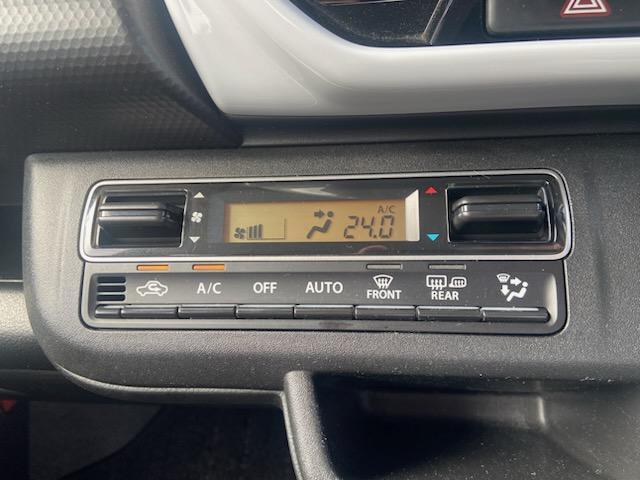 A/C
24.0
A/C OFF AUTO FRONT REAR